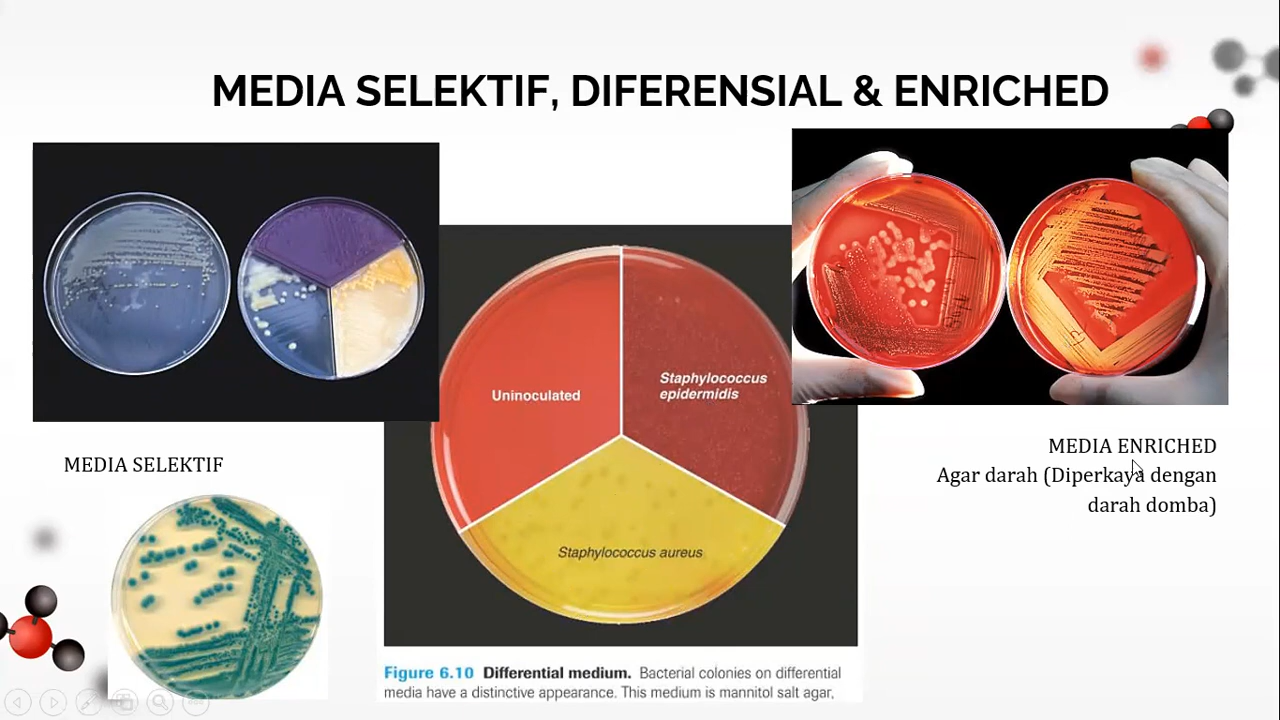 MEDIA SELEKTIF, DIFERENSIAL & ENRICHED
MEDIA SELEKTIF
Uninoculated
Staphylococcus
epidermidis
Staphylococcus aureus
Figure 6.10 Differential medium. Bacterial colonies on differential
media have a distinctive appearance. This medium is mannitol salt agar,
MEDIA ENRICHED
Agar darah (Diperkaya dengan
darah domba)